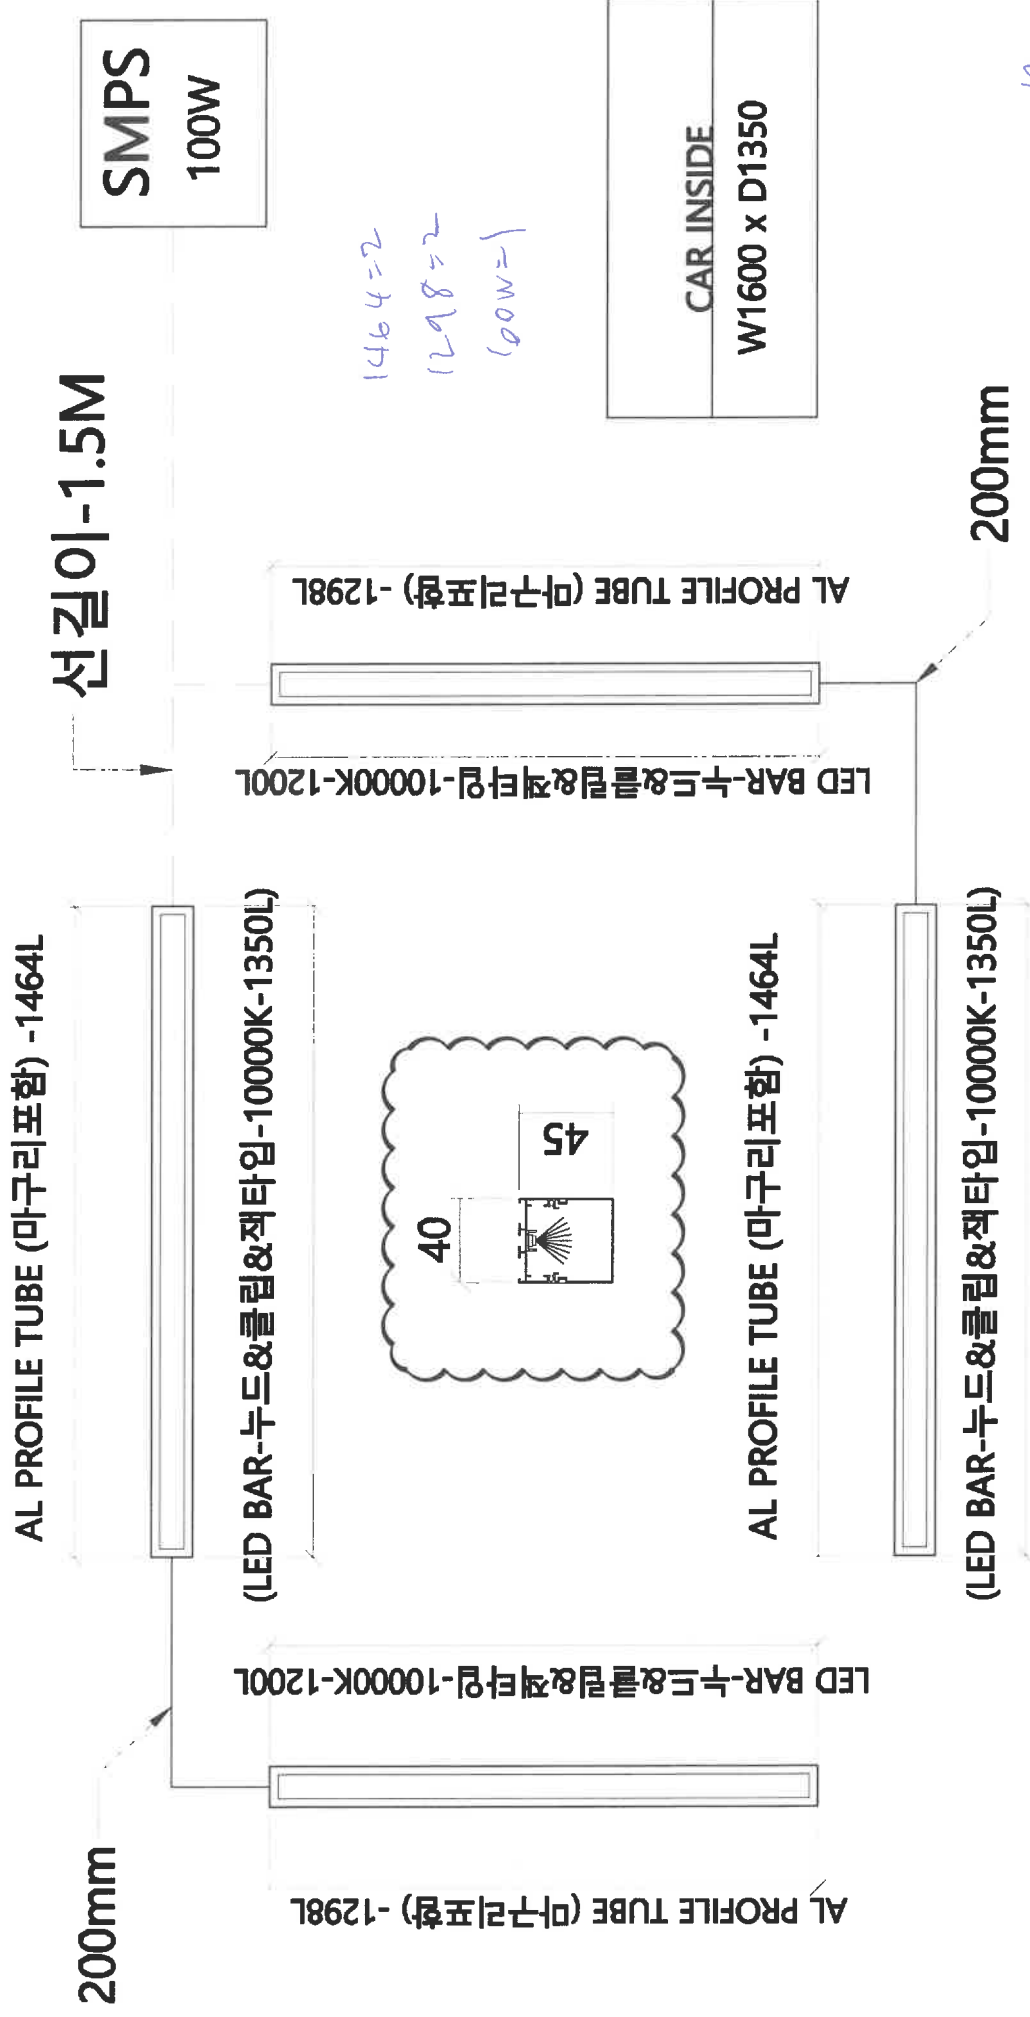 SMPS
100W
선길이-1.5M
1464=2
1298=2
100W=1
CAR INSIDE
W1600 x D1350
200mm
AL PROFILE TUBE (마구리포함) -1298L
LED BAR-누드&클립&잭타입-10000K-1200L
AL PROFILE TUBE (마구리포함) -1464L
(LED BAR-누드&클립&잭타입-10000K-1350L)
40
45
AL PROFILE TUBE (마구리포함) -1464L
(LED BAR-누드&클립&잭타입-10000K-1350L)
LED BAR-누드&클립&잭타입-10000K-1200L
AL PROFILE TUBE (마구리포함) -1298L
200mm